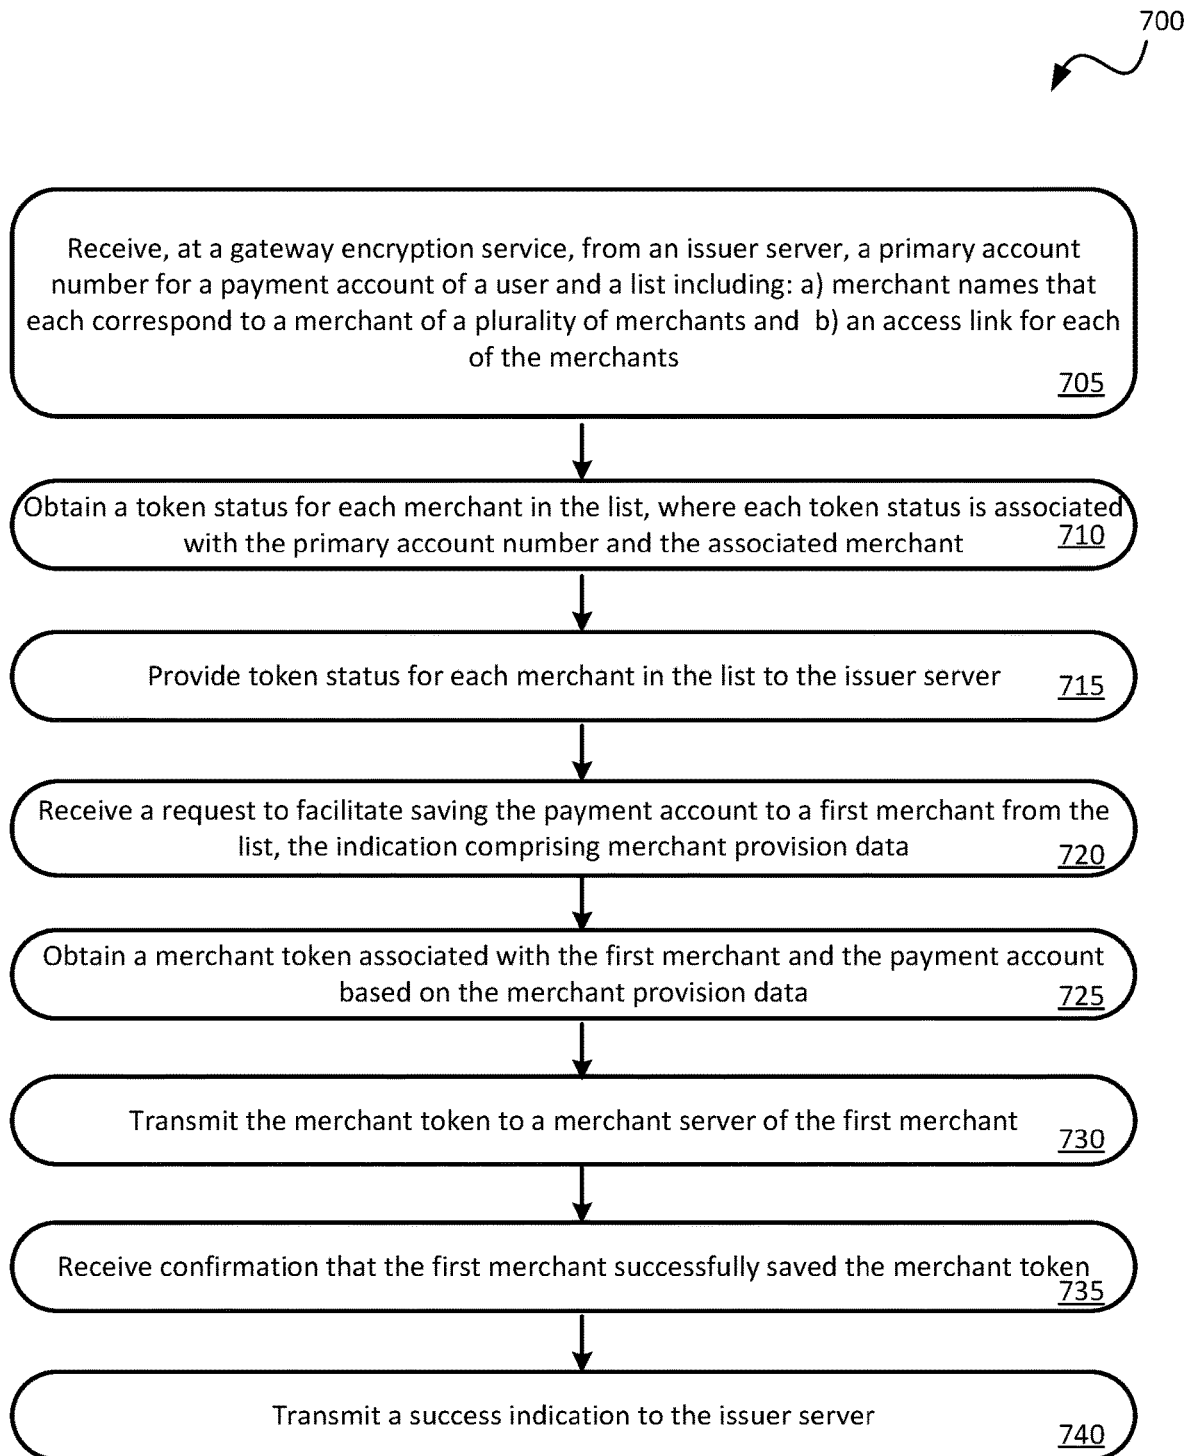 700
Receive, at a gateway encryption service, from an issuer server, a primary account
number for a payment account of a user and a list including: a) merchant names that
each correspond to a merchant of a plurality of merchants and  b) an access link for each
of the merchants
705
Obtain a token status for each merchant in the list, where each token status is associated
with the primary account number and the associated merchant
710
Provide token status for each merchant in the list to the issuer server
715
Receive a request to facilitate saving the payment account to a first merchant from the
list, the indication comprising merchant provision data
720
Obtain a merchant token associated with the first merchant and the payment account
based on the merchant provision data
725
Transmit the merchant token to a merchant server of the first merchant
730
Receive confirmation that the first merchant successfully saved the merchant token
735
Transmit a success indication to the issuer server
740